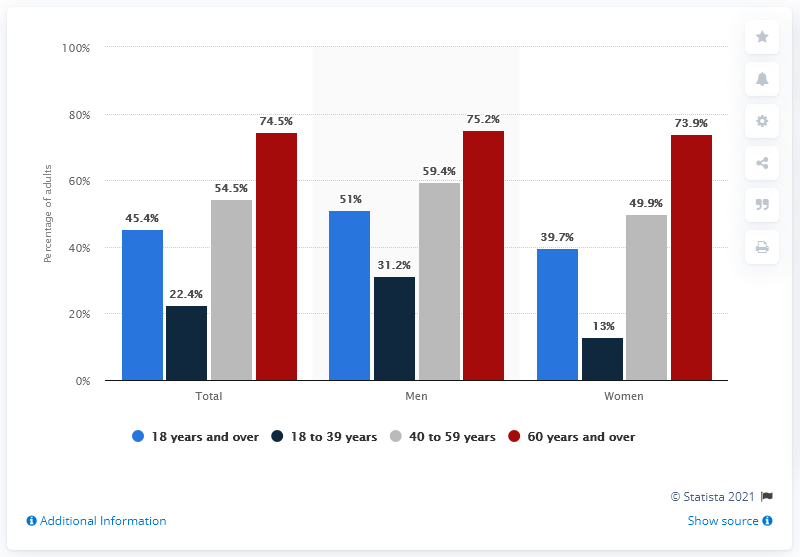 100%
80%
60%
40%
20%
0%
Percentage of adults
45.4%
22.4%
54.5%
74.5%
51%
31.2%
59.4%
75.2%
39.7%
13%
49.9%
73.9%
Total
Men
Women
18 years and over
18 to 39 years
40 to 59 years
60 years and over
© Statista 2021
Additional Information
Show source